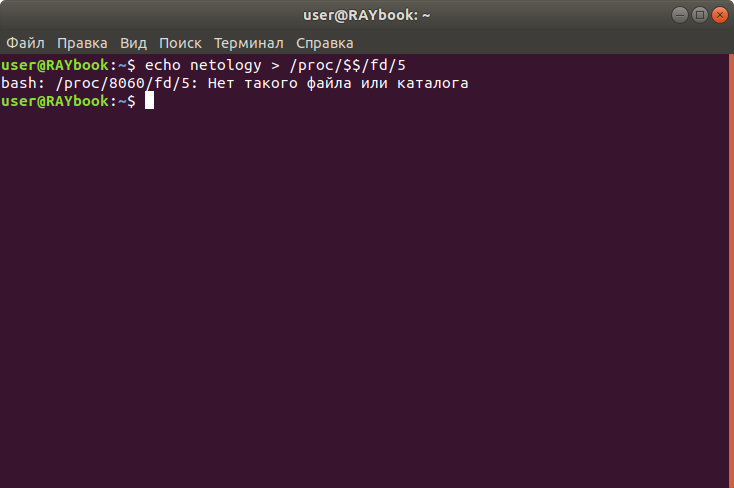 user@RAYbook: ~
Файл Правка Вид Поиск Терминал Справка
user@RAYbook:~$ echo netology > /proc/$$/fd/5
bash: /proc/8060/fd/5: Нет такого файла или каталога
user@RAYbook:~$